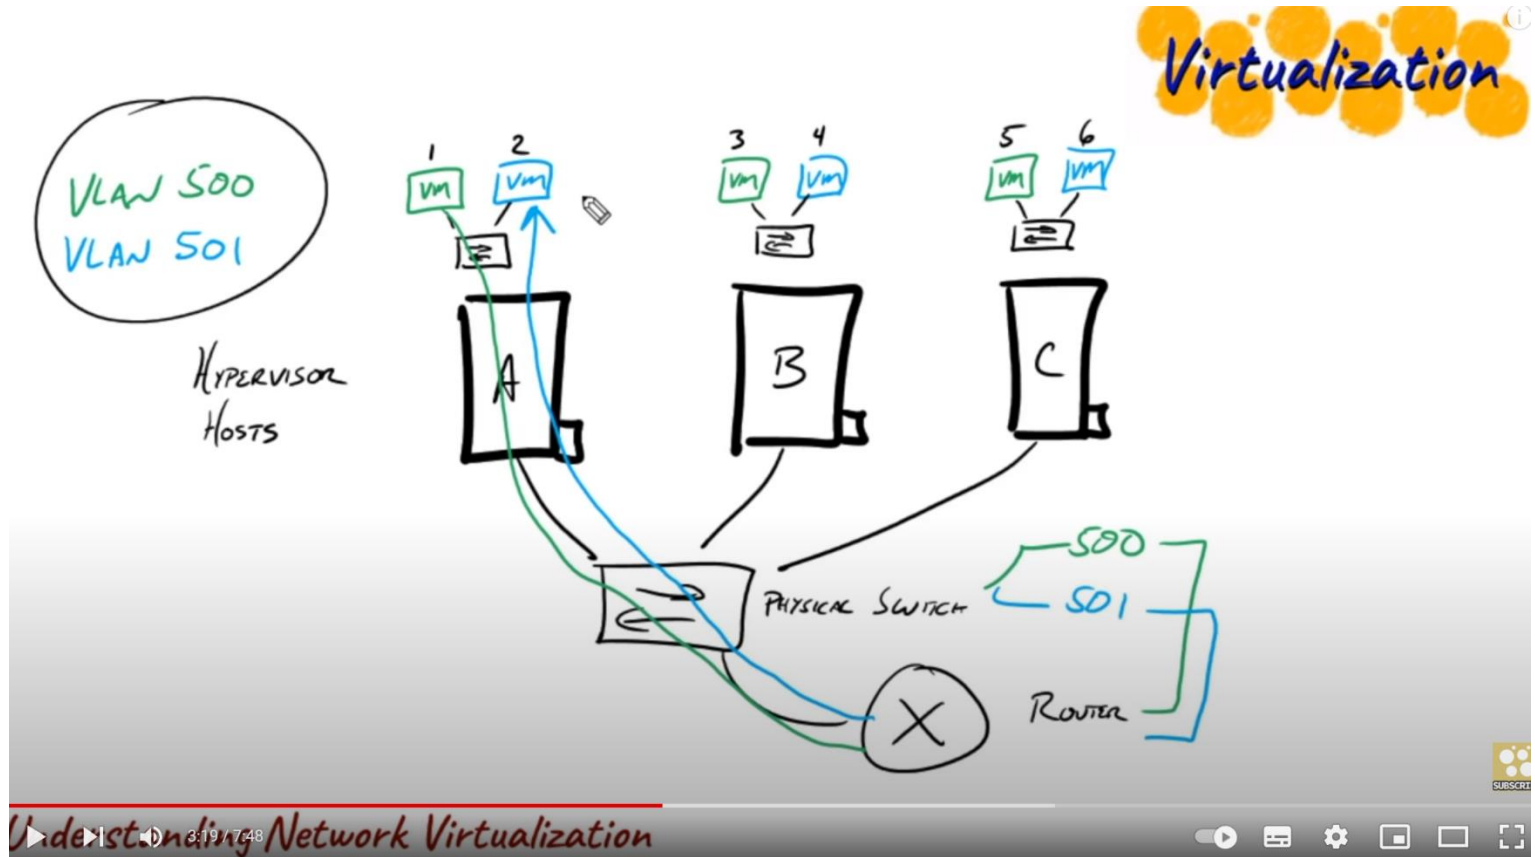 Virtualization
VLAN 500
VLAN 501
1 2 3 4 5 6
VM VM VM VM VM VM
HYPERVISOR
HOSTS
A B C
500
PHYSICAL SWITCH
501
X
ROUTER
SUBSCRI
3:19 / 7:48
Understanding Network Virtualization